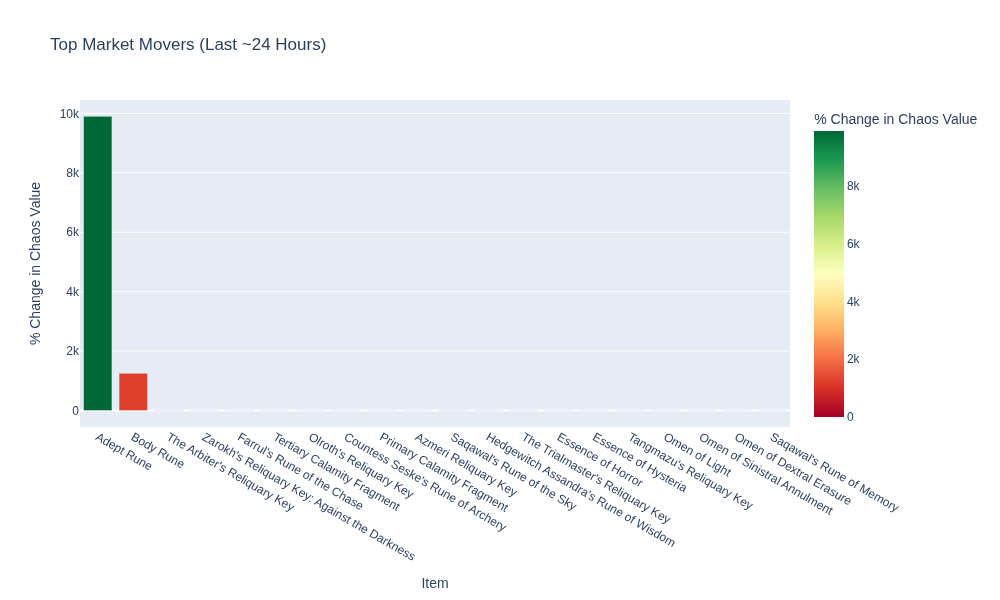 Top Market Movers (Last ~24 Hours)
% Change in Chaos Value
10k
8k
6k
4k
2k
0
% Change in Chaos Value
8k
6k
4k
2k
0
Adept Rune
Body Rune
The Arbiter's Reliquary Key
Zarokh's Reliquary Key: Against the Darkness
Farrul's Rune of the Chase
Tertiary Calamity Fragment
Olroth's Reliquary Key
Countess Seske's Rune of Archery
Primary Calamity Fragment
Azmeri Reliquary Key
Saqawal's Rune of the Sky
Hedgewitch Assandra's Rune of Wisdom
The Trialmaster's Reliquary Key
Essence of Horror
Essence of Hysteria
Tangmazu's Reliquary Key
Omen of Light
Omen of Sinistral Annulment
Omen of Dextral Erasure
Saqawal's Rune of Memory
Item